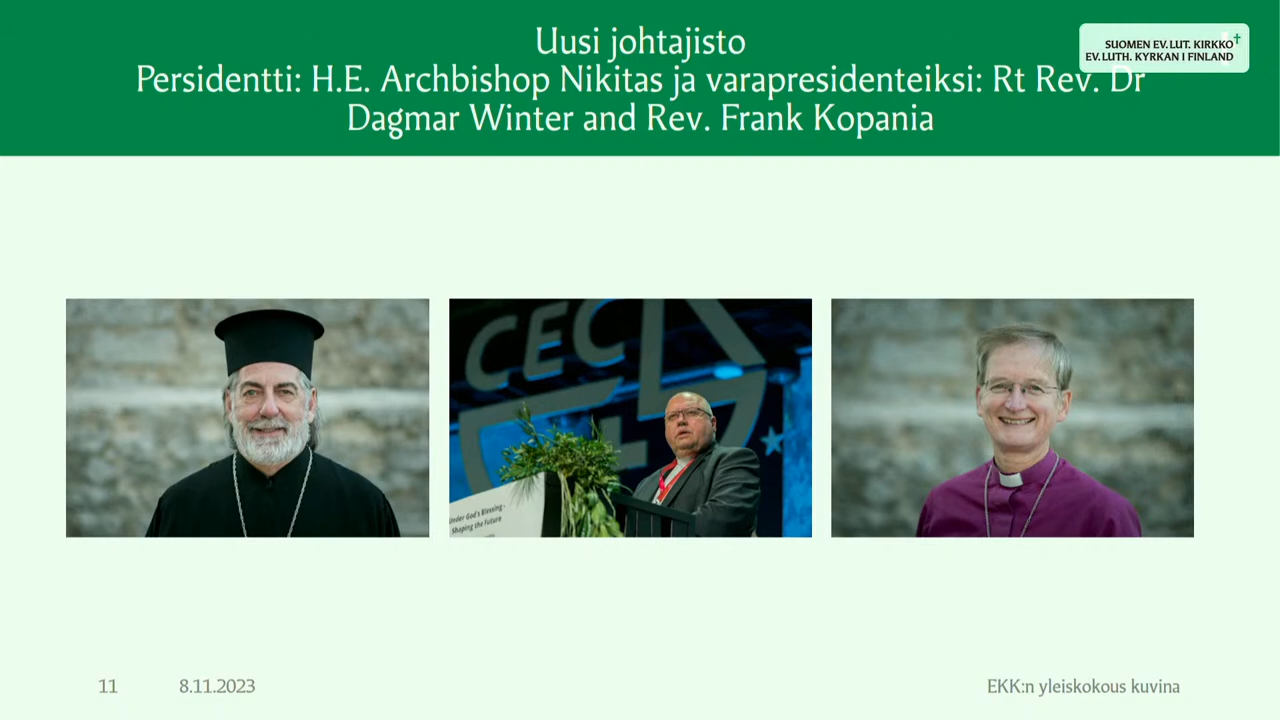 Uusi johtajisto
Persidentti: H.E. Archbishop Nikitas ja varapresidenteiksi: Rt Rev. Dr
Dagmar Winter and Rev. Frank Kopania
SUOMEN EV. LUT. KIRKKO
EV. LUTH. KYRKAN I FINLAND
CEC
Under God's Blessing -
Shaping the Future
11
8.11.2023
EKK:n yleiskokous kuvina